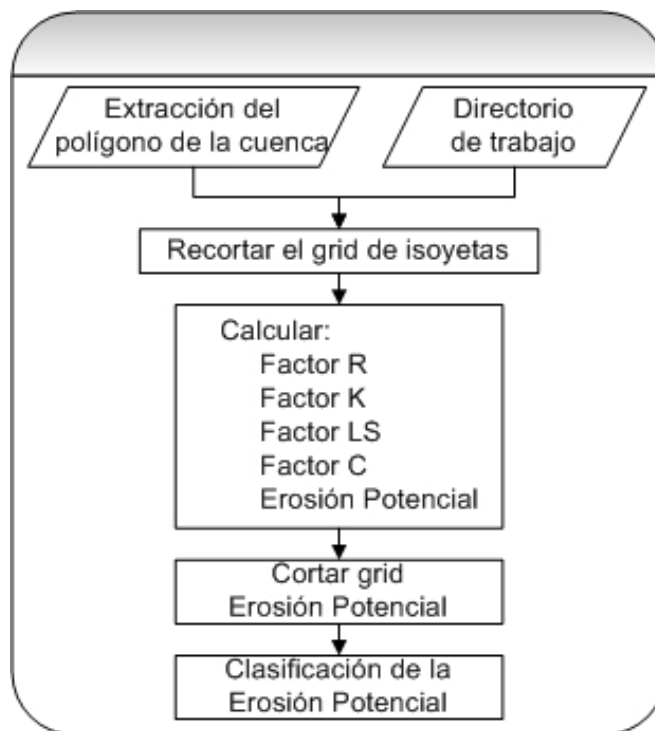 Extracción del
polígono de la cuenca
Directorio
de trabajo
Recortar el grid de isoyetas
Calcular:
Factor R
Factor K
Factor LS
Factor C
Erosión Potencial
Cortar grid
Erosión Potencial
Clasificación de la
Erosión Potencial